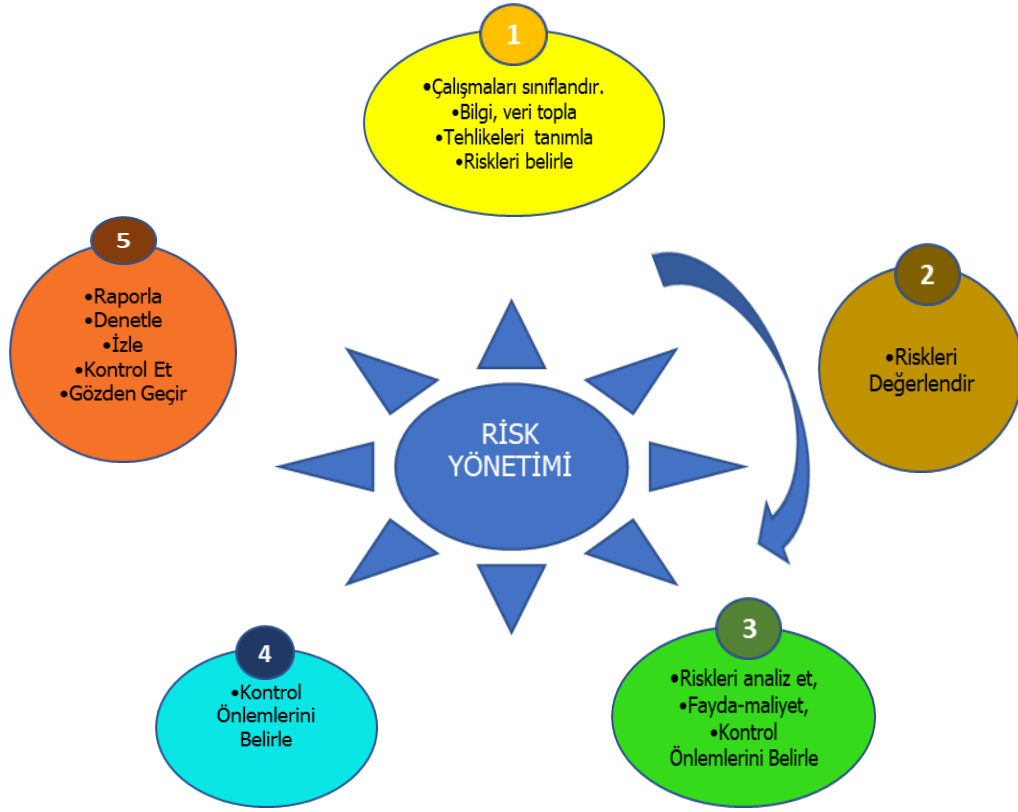 1
•Çalışmaları sınıflandır.
•Bilgi, veri topla
•Tehlikeleri tanımla
•Riskleri belirle
2
•Riskleri
Değerlendir
3
•Riskleri analiz et,
•Fayda-maliyet,
•Kontrol
Önlemlerini Belirle
4
•Kontrol
Önlemlerini
Belirle
5
•Raporla
•Denetle
•İzle
•Kontrol Et
•Gözden Geçir
RİSK
YÖNETİMİ